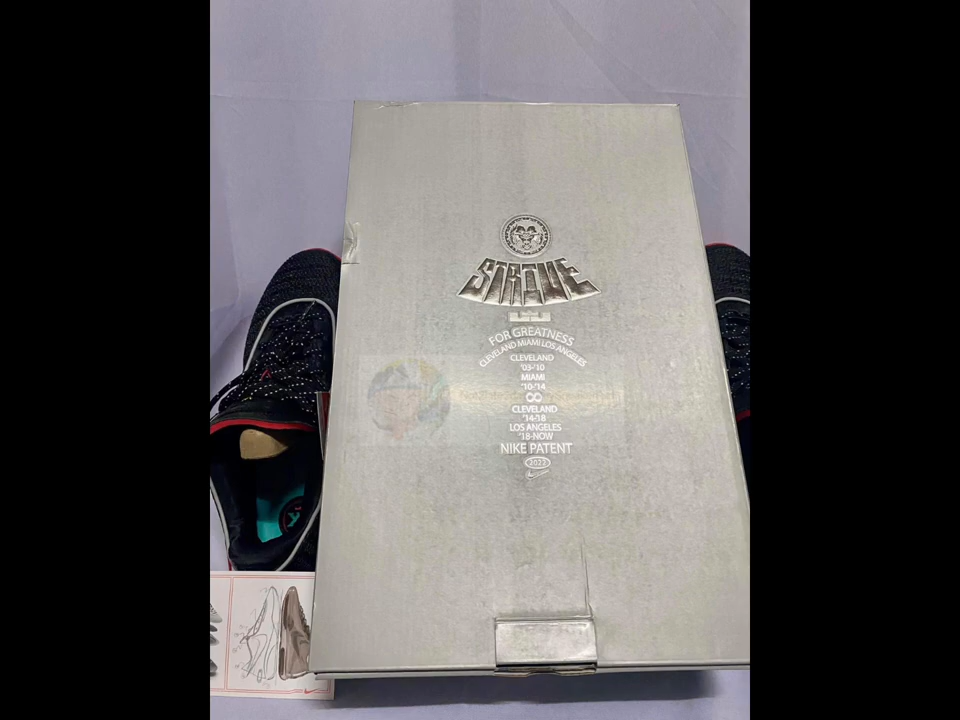 STRIVE
FOR GREATNESS
CLEVELAND MIAMI LOS ANGELES
CLEVELAND
'03-'10
MIAMI
'10-'14
CLEVELAND
'14-'18
LOS ANGELES
'18-NOW
NIKE PATENT
2022